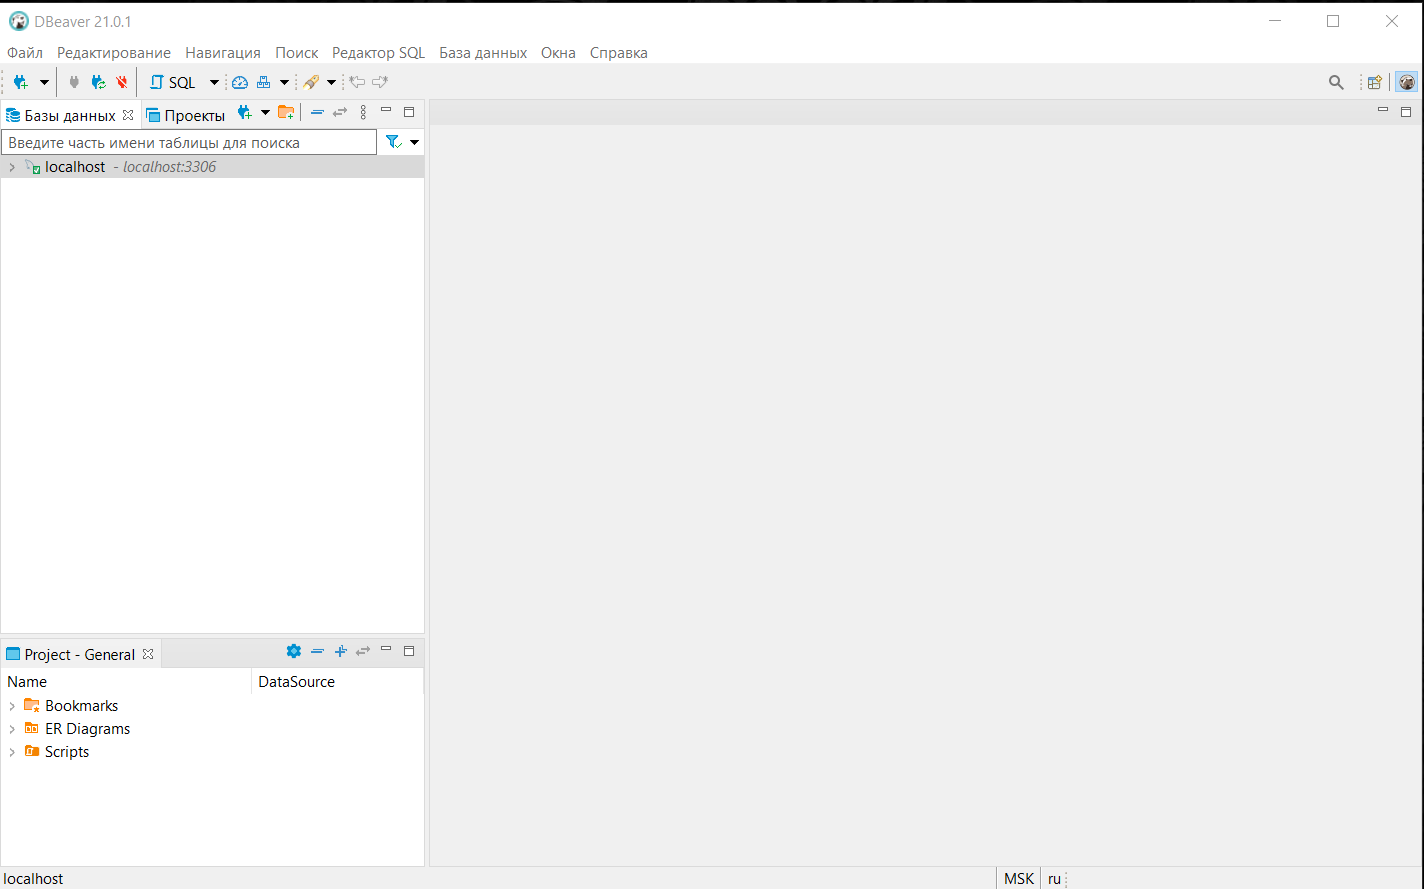 DBeaver 21.0.1
Файл Редактирование Навигация Поиск Редактор SQL База данных Окна Справка
SQL
Базы данных Проекты
Введите часть имени таблицы для поиска
localhost - localhost:3306
Project - General
Name DataSource
Bookmarks
ER Diagrams
Scripts
localhost MSK ru